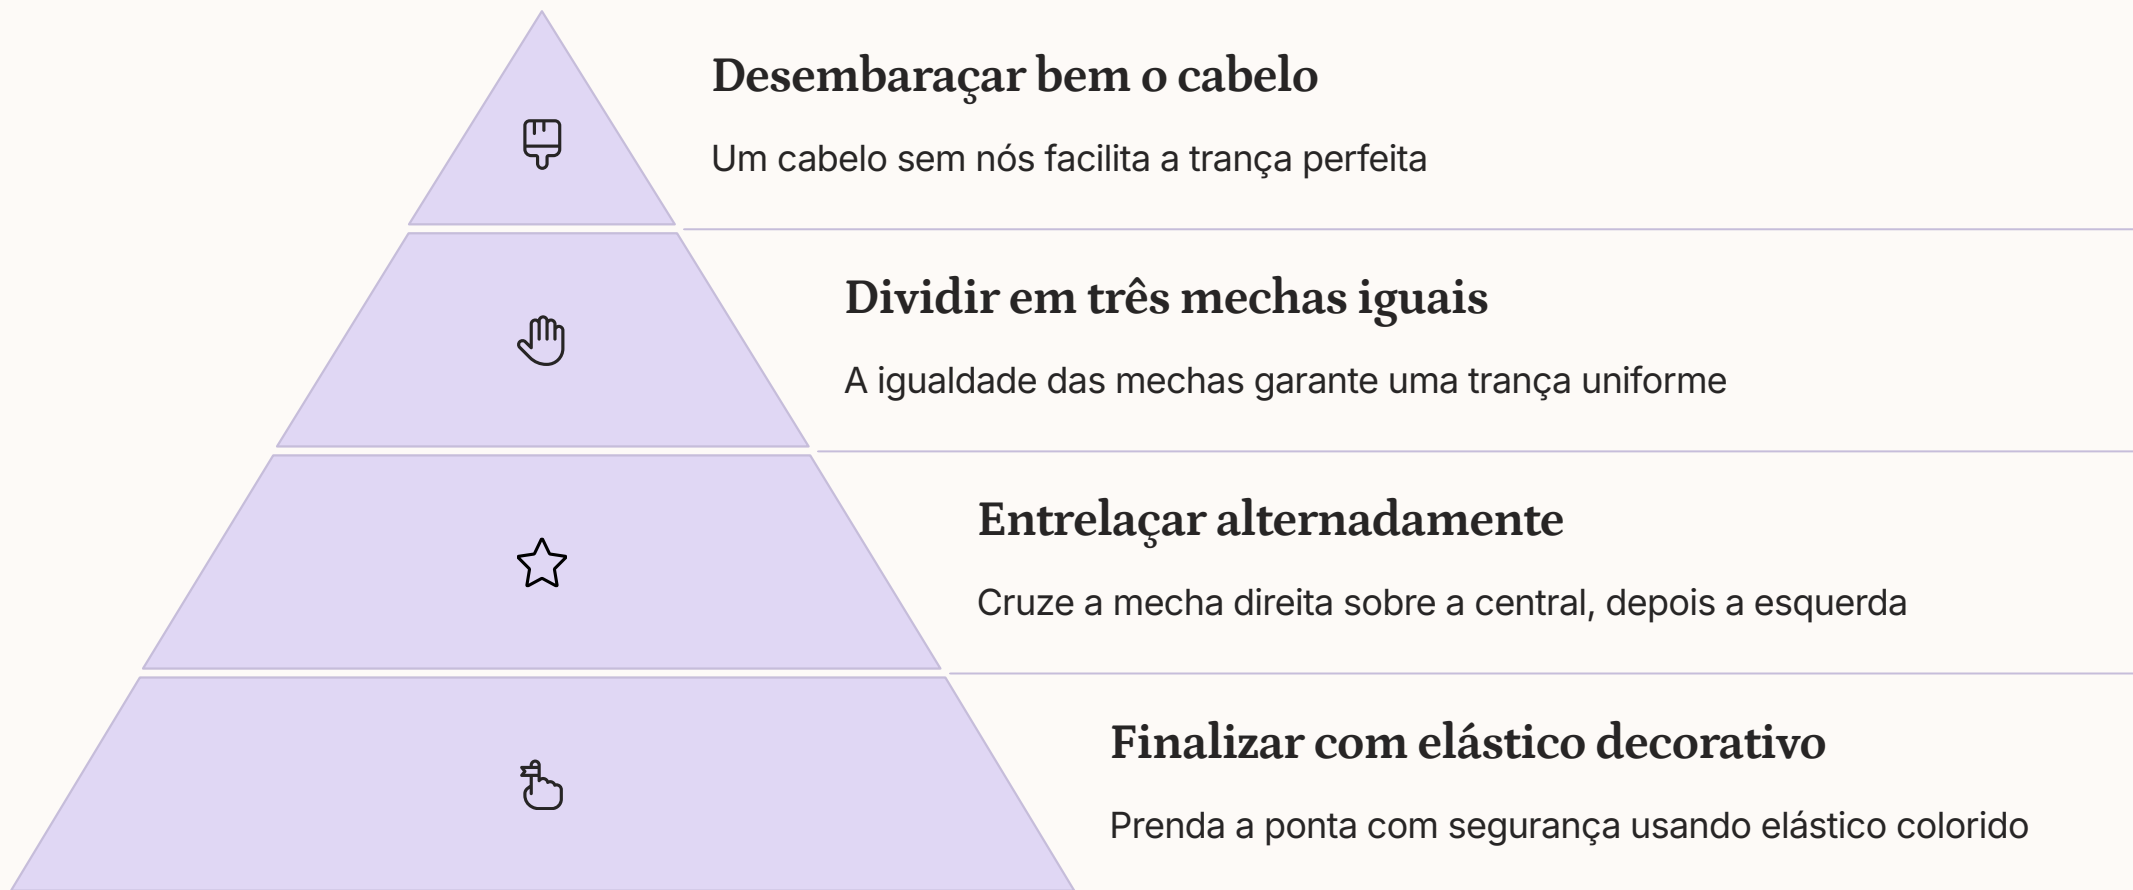 Desembaraçar bem o cabelo
Um cabelo sem nós facilita a trança perfeita
Dividir em três mechas iguais
A igualdade das mechas garante uma trança uniforme
Entrelaçar alternadamente
Cruze a mecha direita sobre a central, depois a esquerda
Finalizar com elástico decorativo
Prenda a ponta com segurança usando elástico colorido